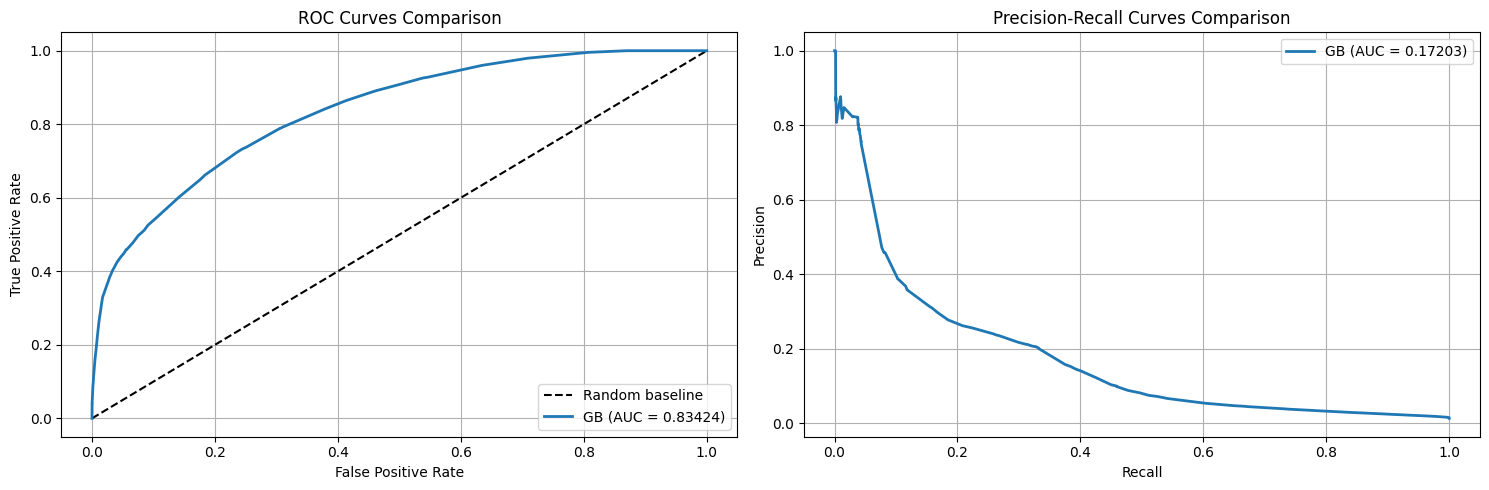 ROC Curves Comparison
1.0
0.8
0.6
0.4
0.2
0.0
True Positive Rate
0.0 0.2 0.4 0.6 0.8 1.0
False Positive Rate
Random baseline
GB (AUC = 0.83424)
Precision-Recall Curves Comparison
GB (AUC = 0.17203)
1.0
0.8
0.6
0.4
0.2
0.0
Precision
0.0 0.2 0.4 0.6 0.8 1.0
Recall